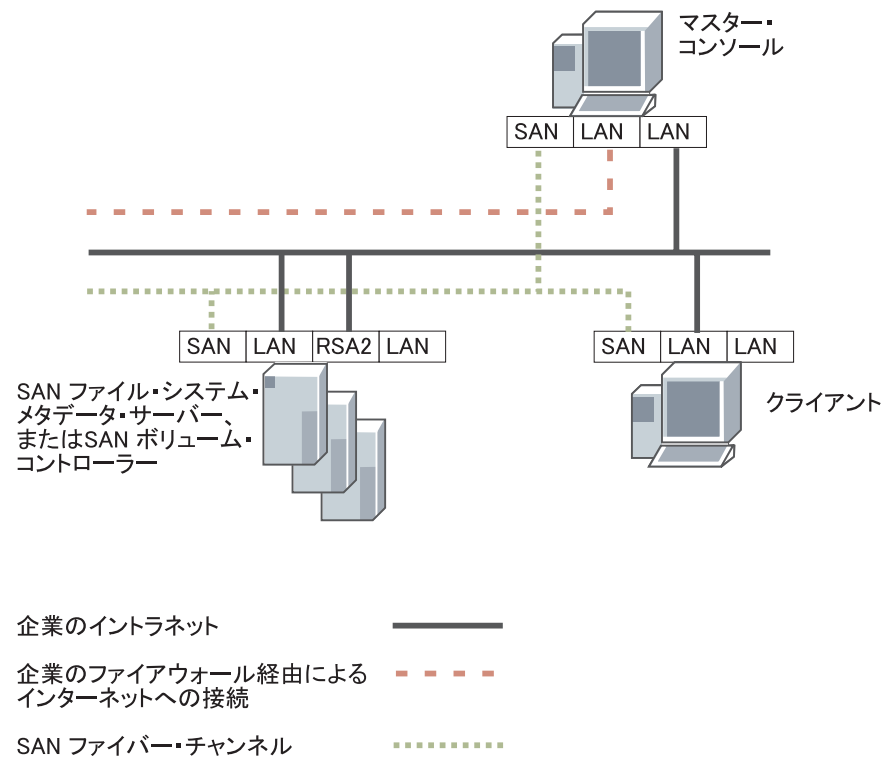 マスター・
コンソール
SAN LAN LAN
SAN LAN RSA2 LAN
SAN LAN LAN
SAN ファイル・システム・
メタデータ・サーバー、
またはSAN ボリューム・
コントローラー
クライアント
企業のイントラネット
企業のファイアウォール経由による
インターネットへの接続
SAN ファイバー・チャンネル